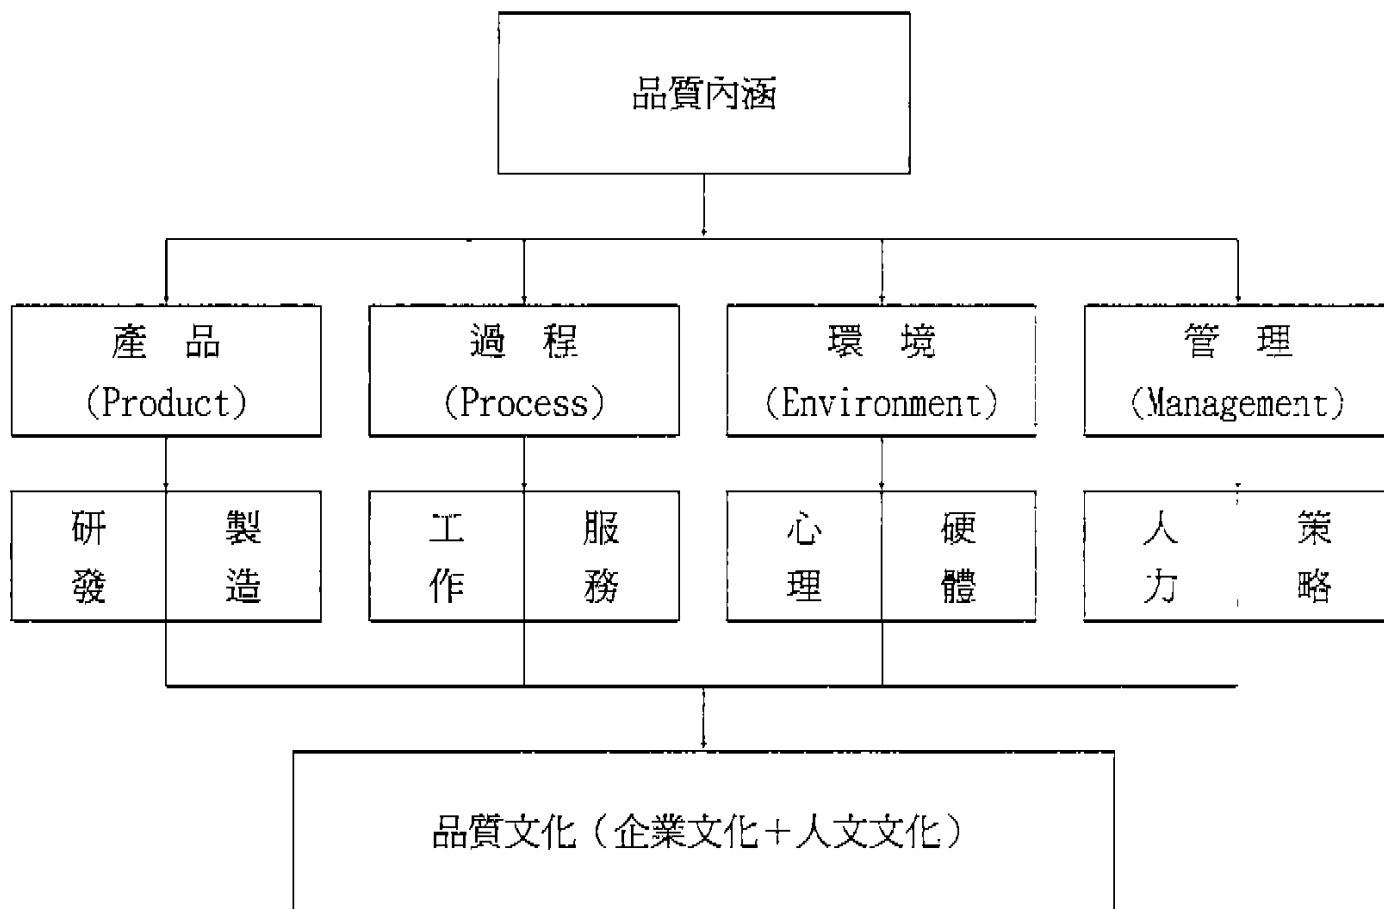 品質內涵
產 品
(Product)
過 程
(Process)
環 境
(Environment)
管 理
(Management)
研發
製造
工作
服務
心理
硬體
人力
策略
品質文化（企業文化＋人文文化）